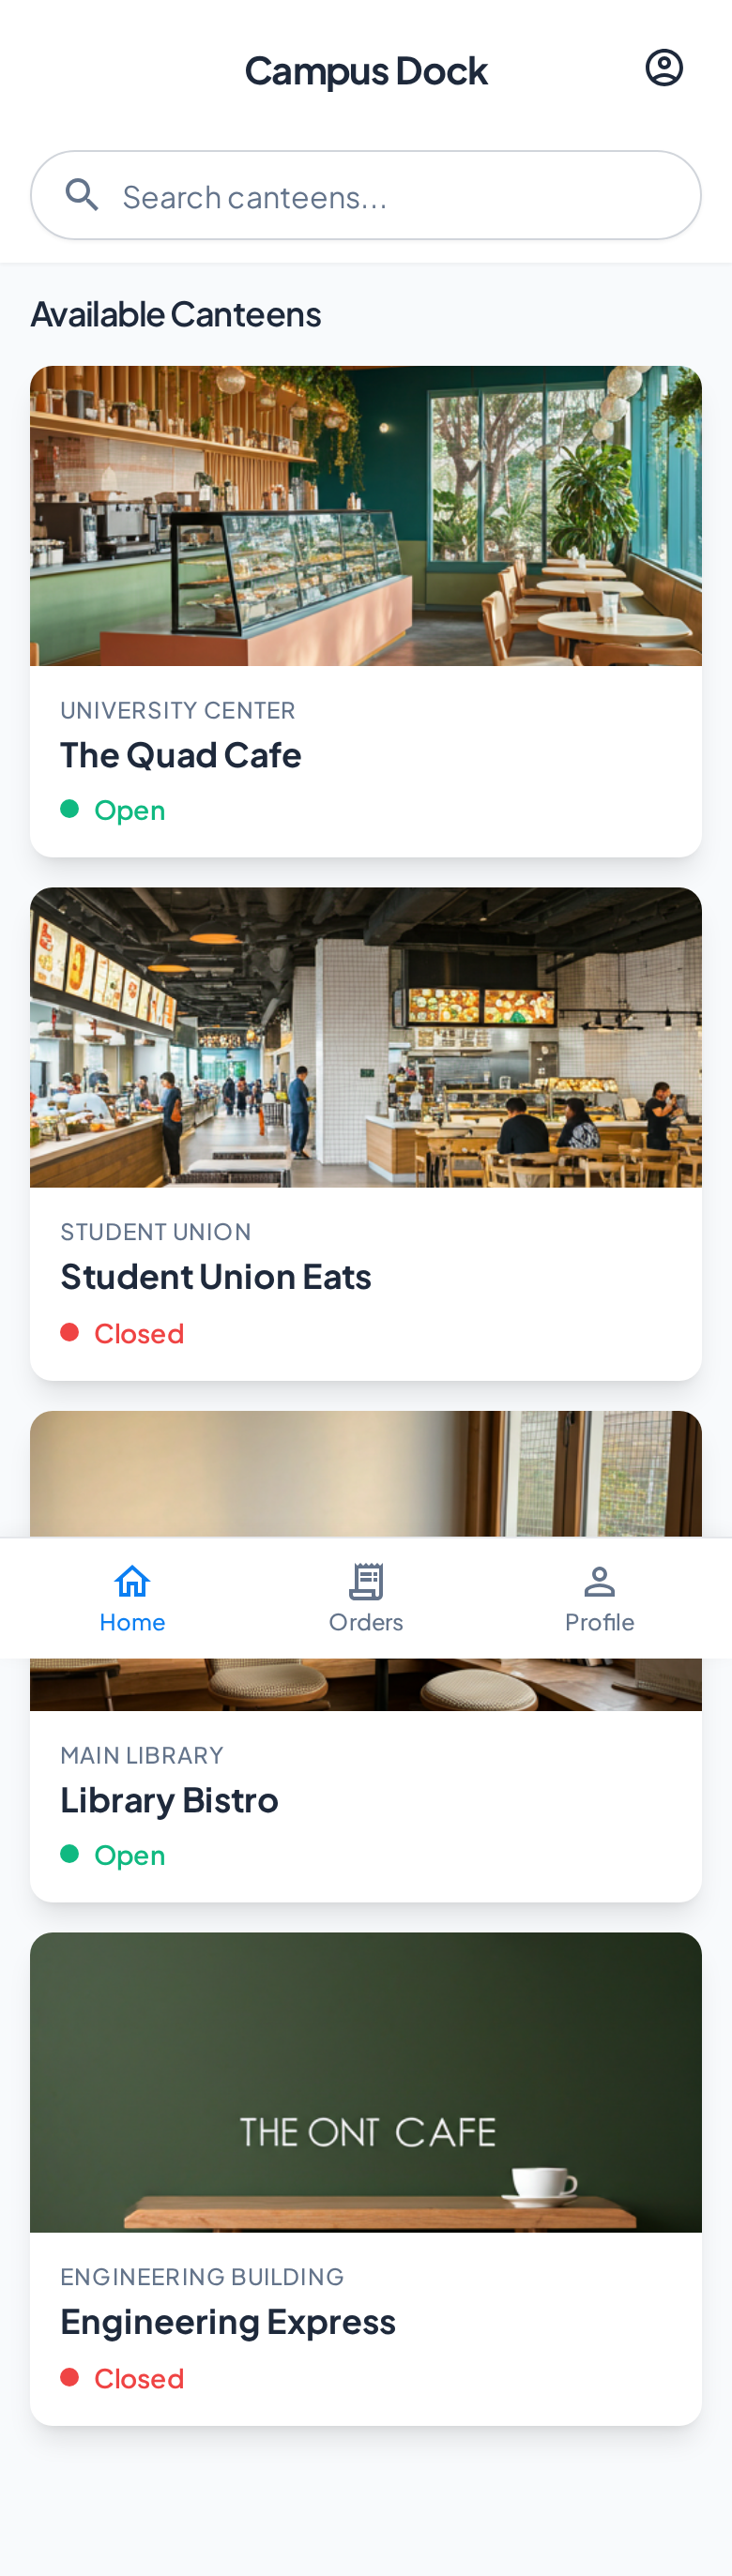 Campus Dock
Search canteens...
Available Canteens
UNIVERSITY CENTER
The Quad Cafe
Open
STUDENT UNION
Student Union Eats
Closed
Home
Orders
Profile
MAIN LIBRARY
Library Bistro
Open
THE ONT CAFE
ENGINEERING BUILDING
Engineering Express
Closed